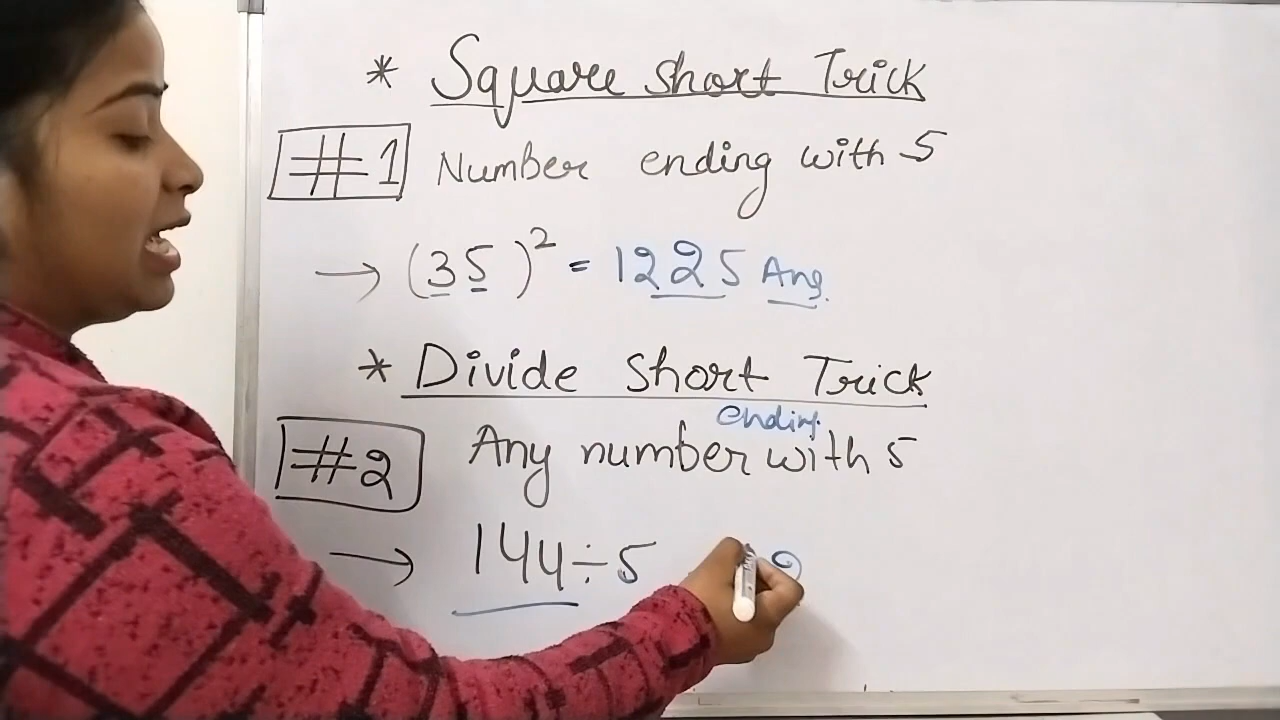 * Square Short Trick
#1 Number ending with 5
→ (35)² = 1225 Ans.
* Divide Short Trick
ending
#2 Any number with 5
→ 144÷5